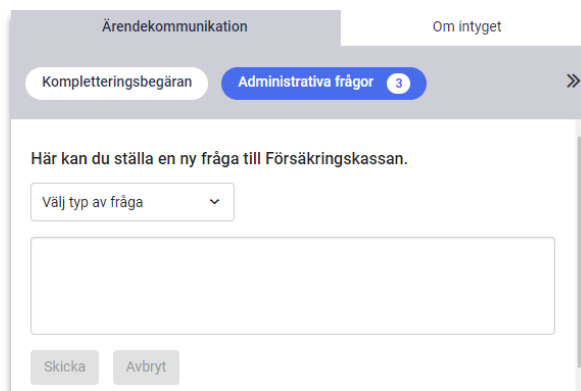 Ärendekommunikation
Om intyget
Kompletteringsbegäran
Administrativa frågor 3
Här kan du ställa en ny fråga till Försäkringskassan.
Välj typ av fråga
Skicka
Avbryt